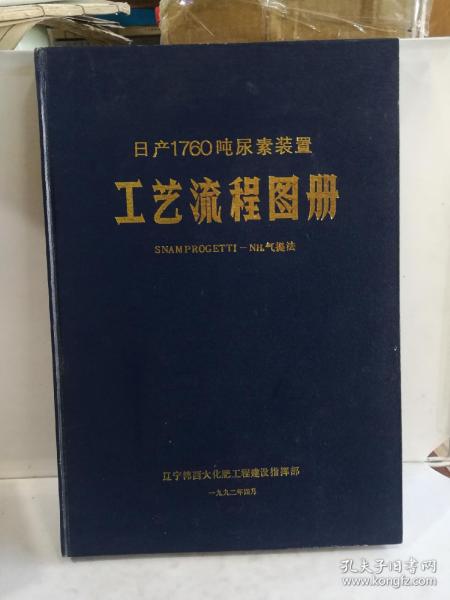 日产1760吨尿素装置
工艺流程图册
SNAMPROGETTI－NH₃气提法
辽宁锦西大化肥工程建设指挥部
一九九二年四月
孔夫子旧书网
www.kongfz.com